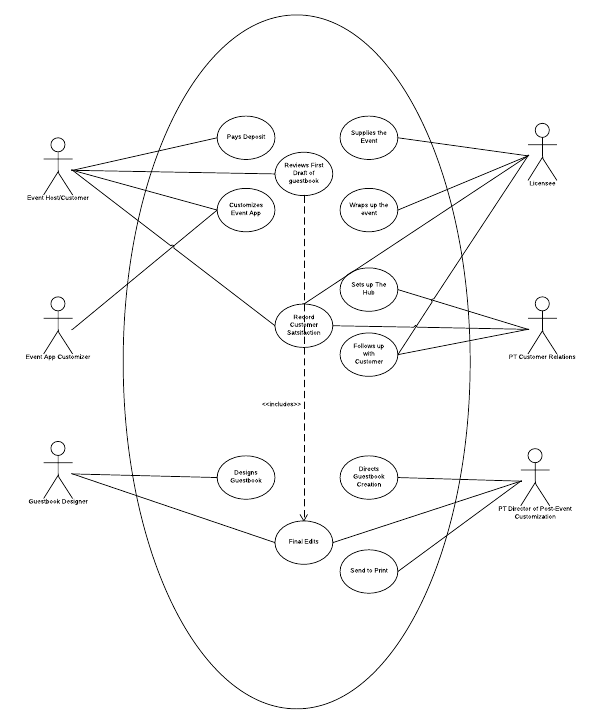 Pays Deposit
Supplies the
Event
Reviews First
Draft of
guestbook
Event Host/Customer
Licensee
Customizes
Event App
Wraps up the
event
Sets up The
Hub
Record
Customer
Satsifaction
Event App Customizer
Follows up
with
Customer
PT Customer Relations
<<includes>>
Designs
Guestbook
Directs
Guestbook
Creation
Guestbook Designer
PT Director of Post-Event
Customization
Final Edits
Send to Print